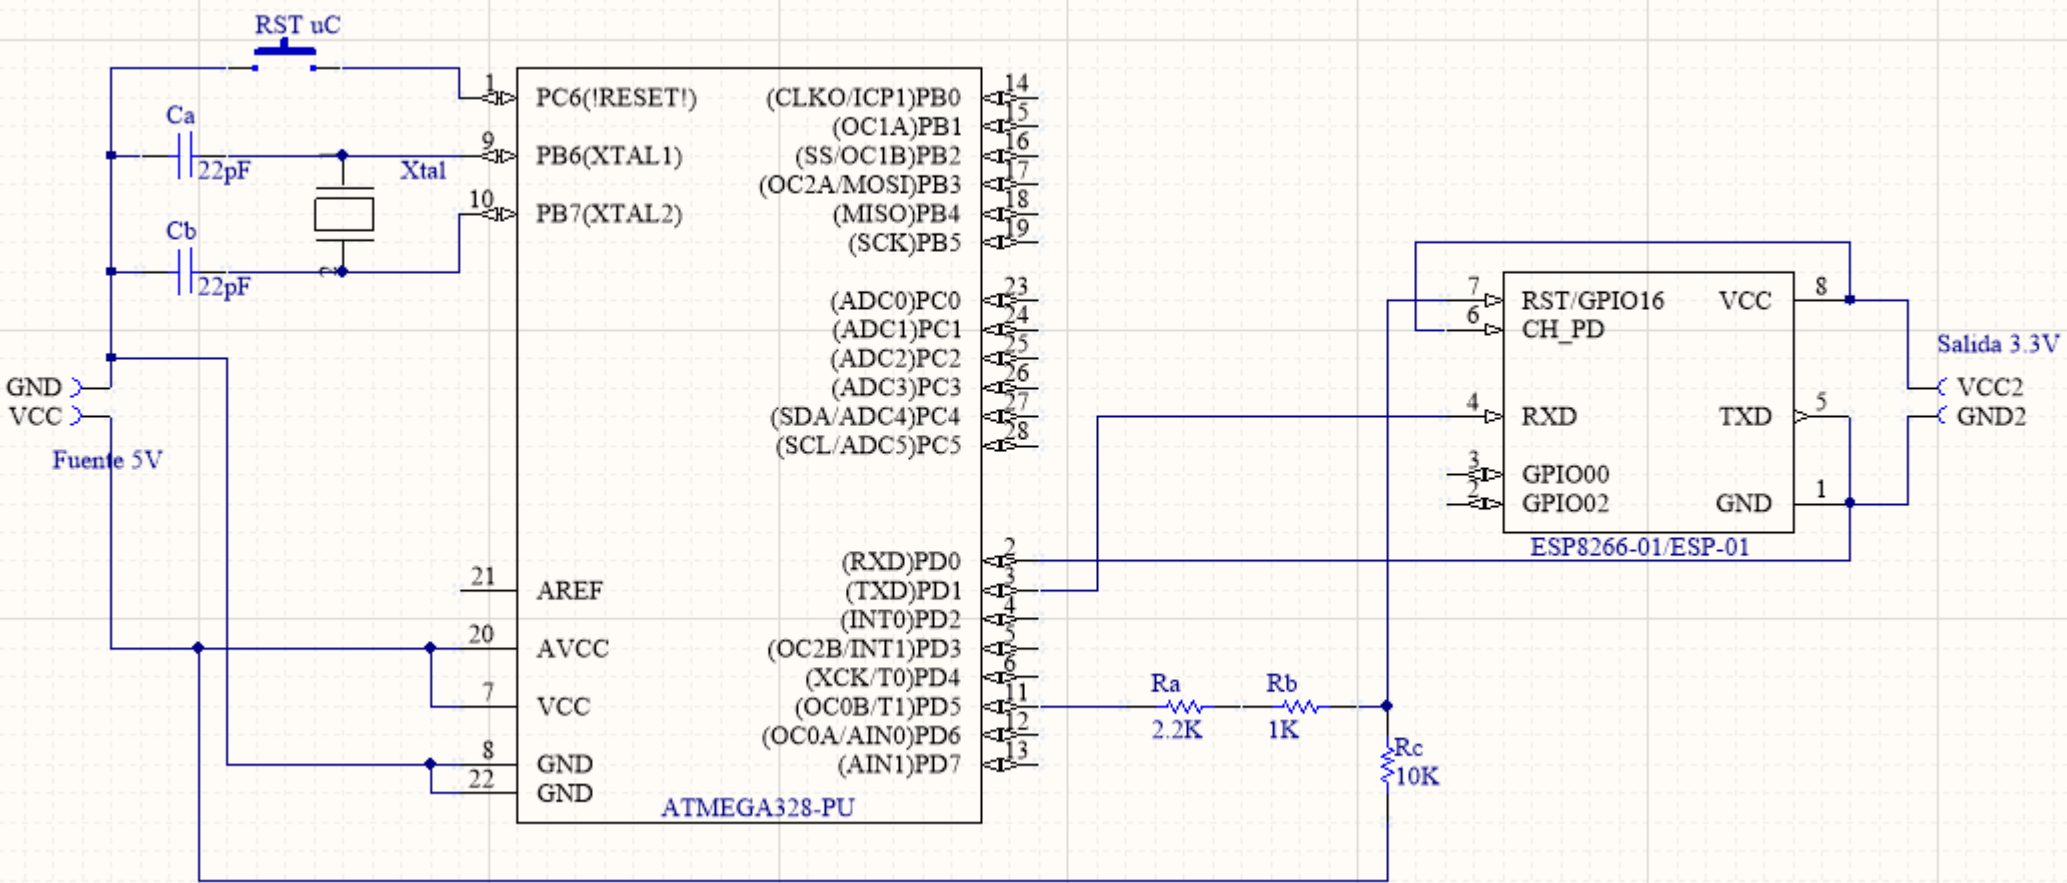 RST uC
Ca
22pF
Cb
22pF
Xtal
GND
VCC
Fuente 5V
1
PC6(!RESET!)
9
PB6(XTAL1)
10
PB7(XTAL2)
21
AREF
20
AVCC
7
VCC
8
GND
22
GND
(CLKO/ICP1)PB0
14
(OC1A)PB1
15
(SS/OC1B)PB2
16
(OC2A/MOSI)PB3
17
(MISO)PB4
18
(SCK)PB5
19
(ADC0)PC0
23
(ADC1)PC1
24
(ADC2)PC2
25
(ADC3)PC3
26
(SDA/ADC4)PC4
27
(SCL/ADC5)PC5
28
(RXD)PD0
2
(TXD)PD1
3
(INT0)PD2
4
(OC2B/INT1)PD3
5
(XCK/T0)PD4
6
(OC0B/T1)PD5
11
(OC0A/AIN0)PD6
12
(AIN1)PD7
13
ATMEGA328-PU
1
2
Ra
2.2K
Rb
1K
Rc
10K
7
RST/GPIO16
6
CH_PD
4
RXD
3
GPIO00
2
GPIO02
VCC
8
TXD
5
GND
1
ESP8266-01/ESP-01
Salida 3.3V
VCC2
GND2